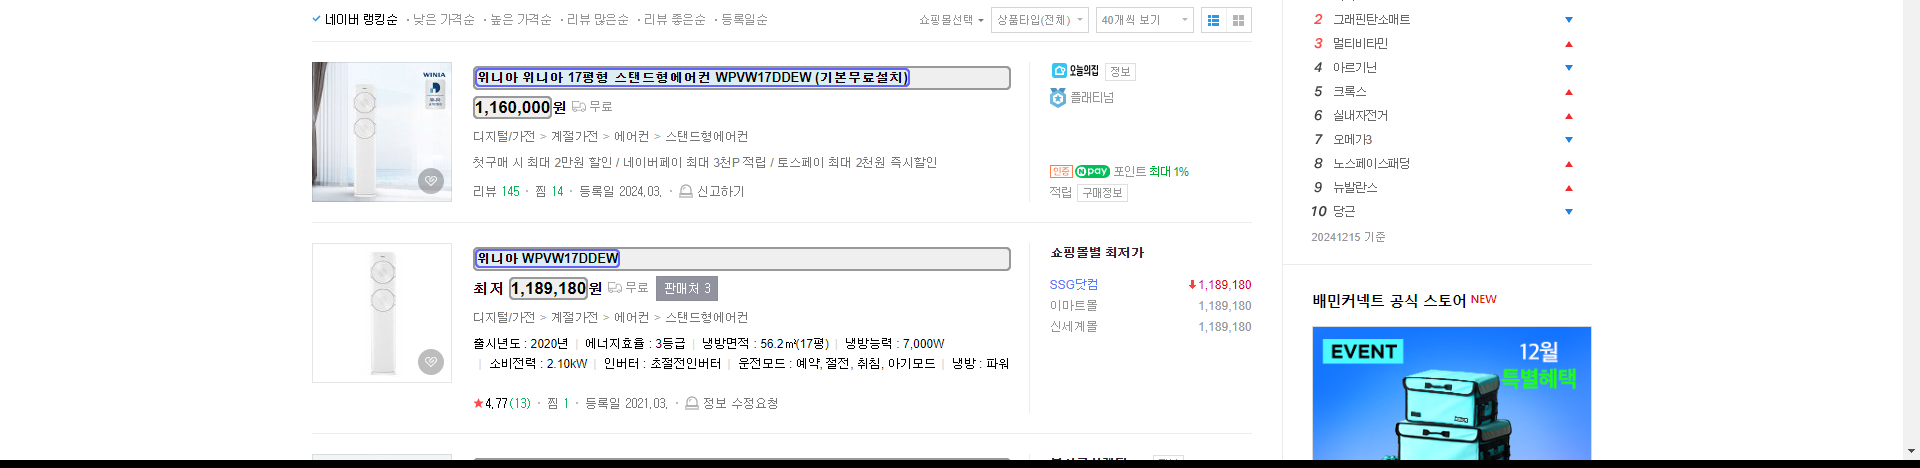 네이버 랭킹순 · 낮은 가격순 · 높은 가격순 · 리뷰 많은순 · 리뷰 좋은순 · 등록일순
쇼핑몰선택 상품타입(전체) 40개씩 보기
WINIA
위니아 위니아 17평형 스탠드형에어컨 WPVW17DDEW (기본무료설치)
1,160,000원 무료
디지털/가전 > 계절가전 > 에어컨 > 스탠드형에어컨
첫구매 시 최대 2만원 할인 / 네이버페이 최대 3천P 적립 / 토스페이 최대 2천원 즉시할인
리뷰 145 · 찜 14 · 등록일 2024.03. · 신고하기
오늘의집 정보
플래티넘
인증 N pay 포인트 최대 1%
적립 구매정보
위니아 WPVW17DDEW
최저 1,189,180원 무료 판매처 3
디지털/가전 > 계절가전 > 에어컨 > 스탠드형에어컨
출시년도 : 2020년 | 에너지효율 : 3등급 | 냉방면적 : 56.2㎡(17평) | 냉방능력 : 7,000W
| 소비전력 : 2.10kW | 인버터 : 초절전인버터 | 운전모드 : 예약, 절전, 취침, 아기모드 | 냉방 : 파워
★4.77(13) · 찜 1 · 등록일 2021.03. · 정보 수정요청
쇼핑몰별 최저가
SSG닷컴 1,189,180
이마트몰 1,189,180
신세계몰 1,189,180
2 그래핀탄소매트
3 멀티비타민
4 아르기닌
5 크록스
6 실내자전거
7 오메가3
8 노스페이스패딩
9 뉴발란스
10 당근
20241215 기준
배민커넥트 공식 스토어 NEW
EVENT
12월
특별혜택